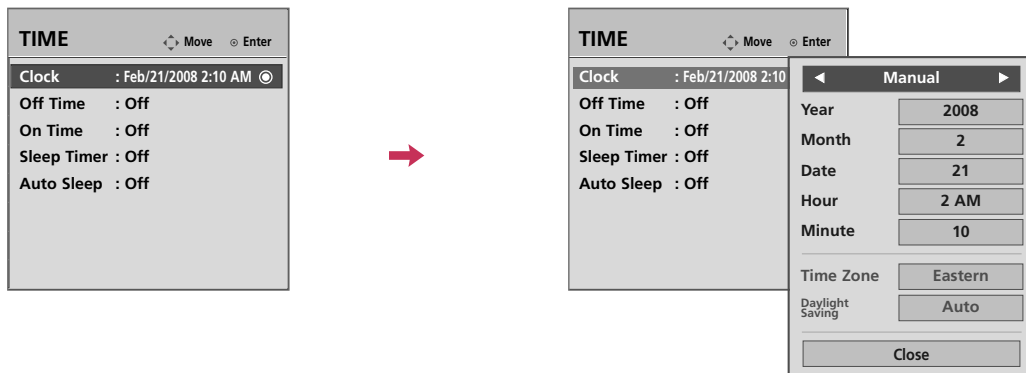 TIME Move Enter
Clock : Feb/21/2008 2:10 AM
Off Time : Off
On Time : Off
Sleep Timer : Off
Auto Sleep : Off
TIME Move Enter
Clock : Feb/21/2008 2:10
Off Time : Off
On Time : Off
Sleep Timer : Off
Auto Sleep : Off
Manual
Year 2008
Month 2
Date 21
Hour 2 AM
Minute 10
Time Zone Eastern
Daylight
Saving
Auto
Close